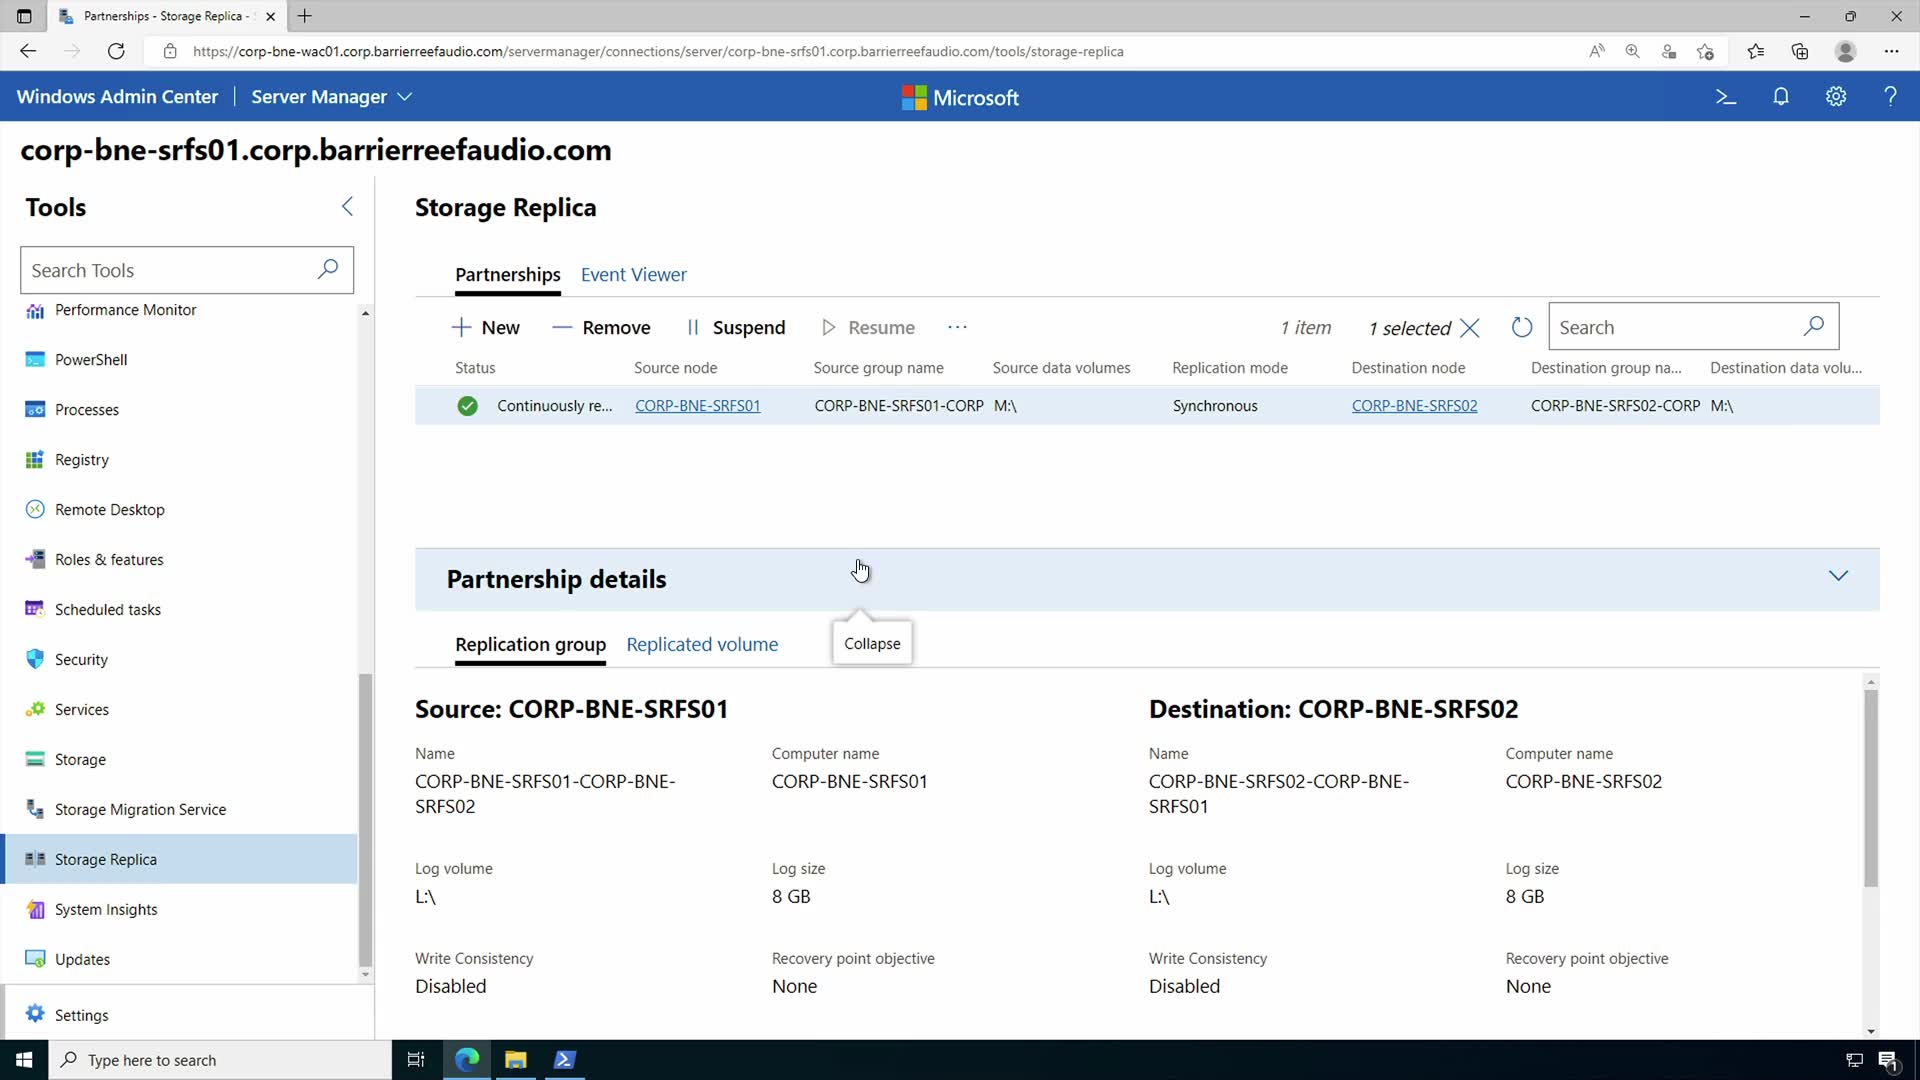 Partnerships - Storage Replica -
https://corp-bne-wac01.corp.barrierreefaudio.com/servermanager/connections/server/corp-bne-srfs01.corp.barrierreefaudio.com/tools/storage-replica
Windows Admin Center | Server Manager
Microsoft
corp-bne-srfs01.corp.barrierreefaudio.com
Tools
Search Tools
Performance Monitor
PowerShell
Processes
Registry
Remote Desktop
Roles & features
Scheduled tasks
Security
Services
Storage
Storage Migration Service
Storage Replica
System Insights
Updates
Settings
Storage Replica
Partnerships Event Viewer
New Remove Suspend Resume ... 1 item 1 selected Search
Status Source node Source group name Source data volumes Replication mode Destination node Destination group na... Destination data volu...
Continuously re... CORP-BNE-SRFS01 CORP-BNE-SRFS01-CORP M:\ Synchronous CORP-BNE-SRFS02 CORP-BNE-SRFS02-CORP M:\
Partnership details
Replication group Replicated volume
Collapse
Source: CORP-BNE-SRFS01 Destination: CORP-BNE-SRFS02
Name Computer name Name Computer name
CORP-BNE-SRFS01-CORP-BNE- CORP-BNE-SRFS01 CORP-BNE-SRFS02-CORP-BNE- CORP-BNE-SRFS02
SRFS02 SRFS01
Log volume Log size Log volume Log size
L:\ 8 GB L:\ 8 GB
Write Consistency Recovery point objective Write Consistency Recovery point objective
Disabled None Disabled None
Type here to search
1